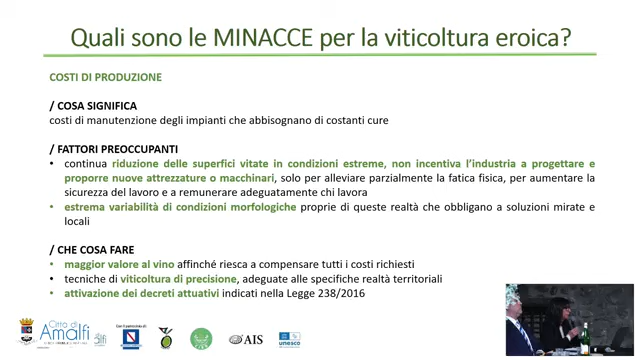 Quali sono le MINACCE per la viticoltura eroica?
COSTI DI PRODUZIONE
/ COSA SIGNIFICA
costi di manutenzione degli impianti che abbisognano di costanti cure
/ FATTORI PREOCCUPANTI
• continua riduzione delle superfici vitate in condizioni estreme, non incentiva l'industria a progettare e
proporre nuove attrezzature o macchinari, solo per alleviare parzialmente la fatica fisica, per aumentare la
sicurezza del lavoro e a remunerare adeguatamente chi lavora
• estrema variabilità di condizioni morfologiche proprie di queste realtà che obbligano a soluzioni mirate e
locali
/ CHE COSA FARE
• maggior valore al vino affinché riesca a compensare tutti i costi richiesti
• tecniche di viticoltura di precisione, adeguate alle specifiche realtà territoriali
• attivazione dei decreti attuativi indicati nella Legge 238/2016
Città di
Amalfi
AIS
unesco